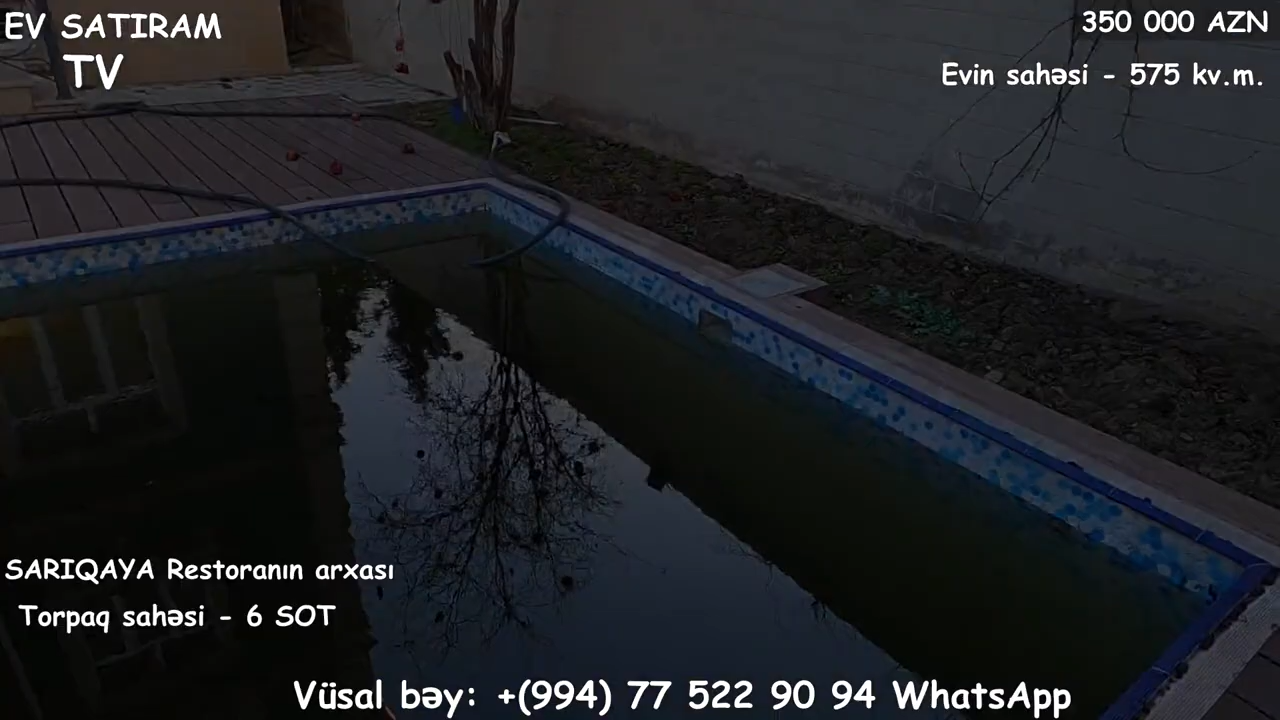 EV SATIRAM
TV
350 000 AZN
Evin sahəsi - 575 kv.m.
SARIQAYA Restoranın arxası
Torpaq sahəsi - 6 SOT
Vüsal bəy: +(994) 77 522 90 94 WhatsApp